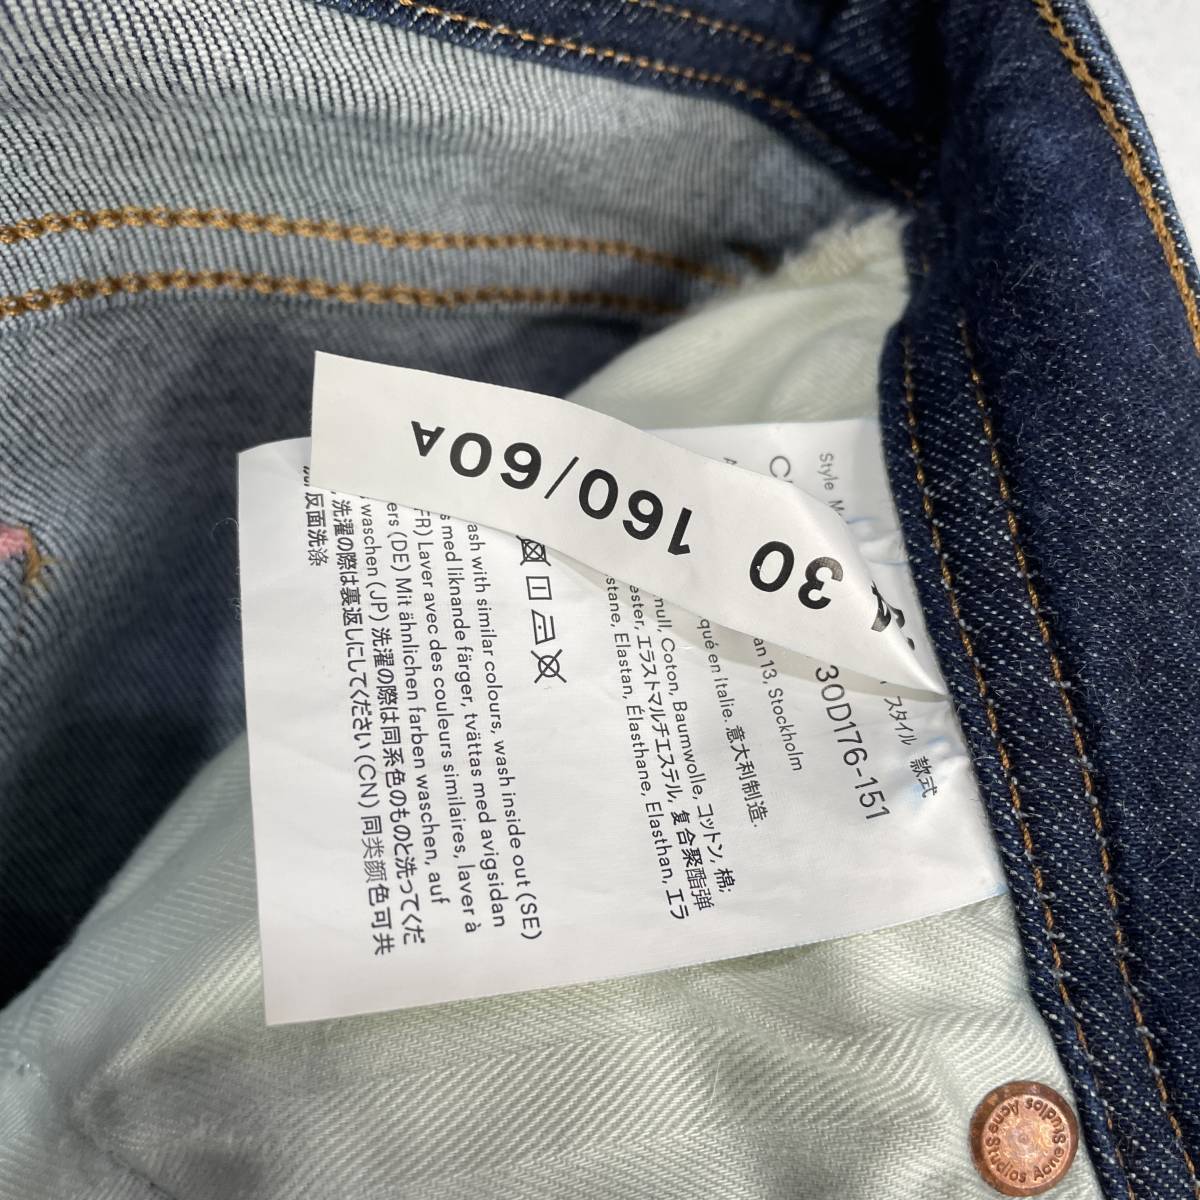 30 160/60A
Style
スタイル 款式
30D176-151
an 13, Stockholm
qué en italie. 意大利制造.
null, Coton, Baumwolle, コットン, 棉;
ester, エラストマルチエステル, 复合聚酯弹
stane, Elastan, Élasthane, Elasthan, エラ
ash with similar colours, wash inside out (SE)
s med liknande färger, tvättas med avigsidan
FR) Laver avec des couleurs similaires, laver à
ers (DE) Mit ähnlichen farben waschen, auf
waschen (JP) 洗濯の際は同系色のものと洗ってくだ
洗濯の際は裏返しにしてください (CN) 同类颜色可共
反面洗涤
Acne Studios Acne Studios